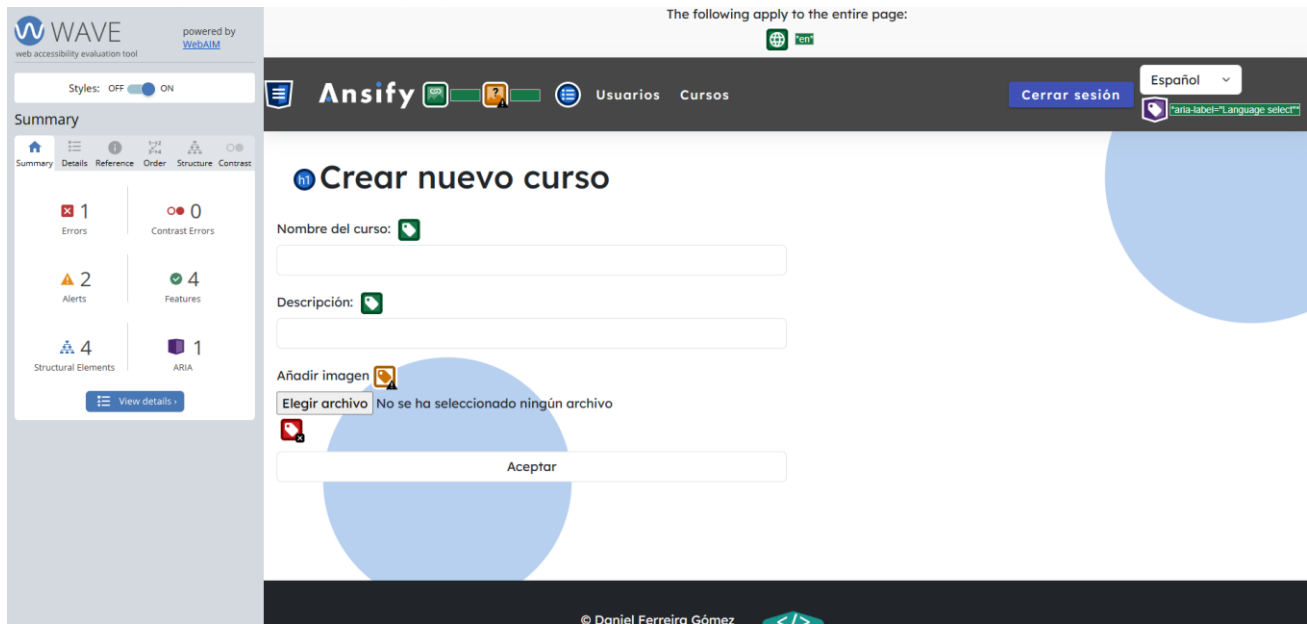 WAVE
powered by
WebAIM
web accessibility evaluation tool
Styles: OFF ON
Summary
Summary Details Reference Order Structure Contrast
1 0
Errors Contrast Errors
2 4
Alerts Features
4 1
Structural Elements ARIA
View details ›
The following apply to the entire page:
*en*
Ansify Usuarios Cursos Cerrar sesión Español
*aria-label="Language select"*
h1 Crear nuevo curso
Nombre del curso:
Descripción:
Añadir imagen
Elegir archivo No se ha seleccionado ningún archivo
Aceptar
© Daniel Ferreira Gómez